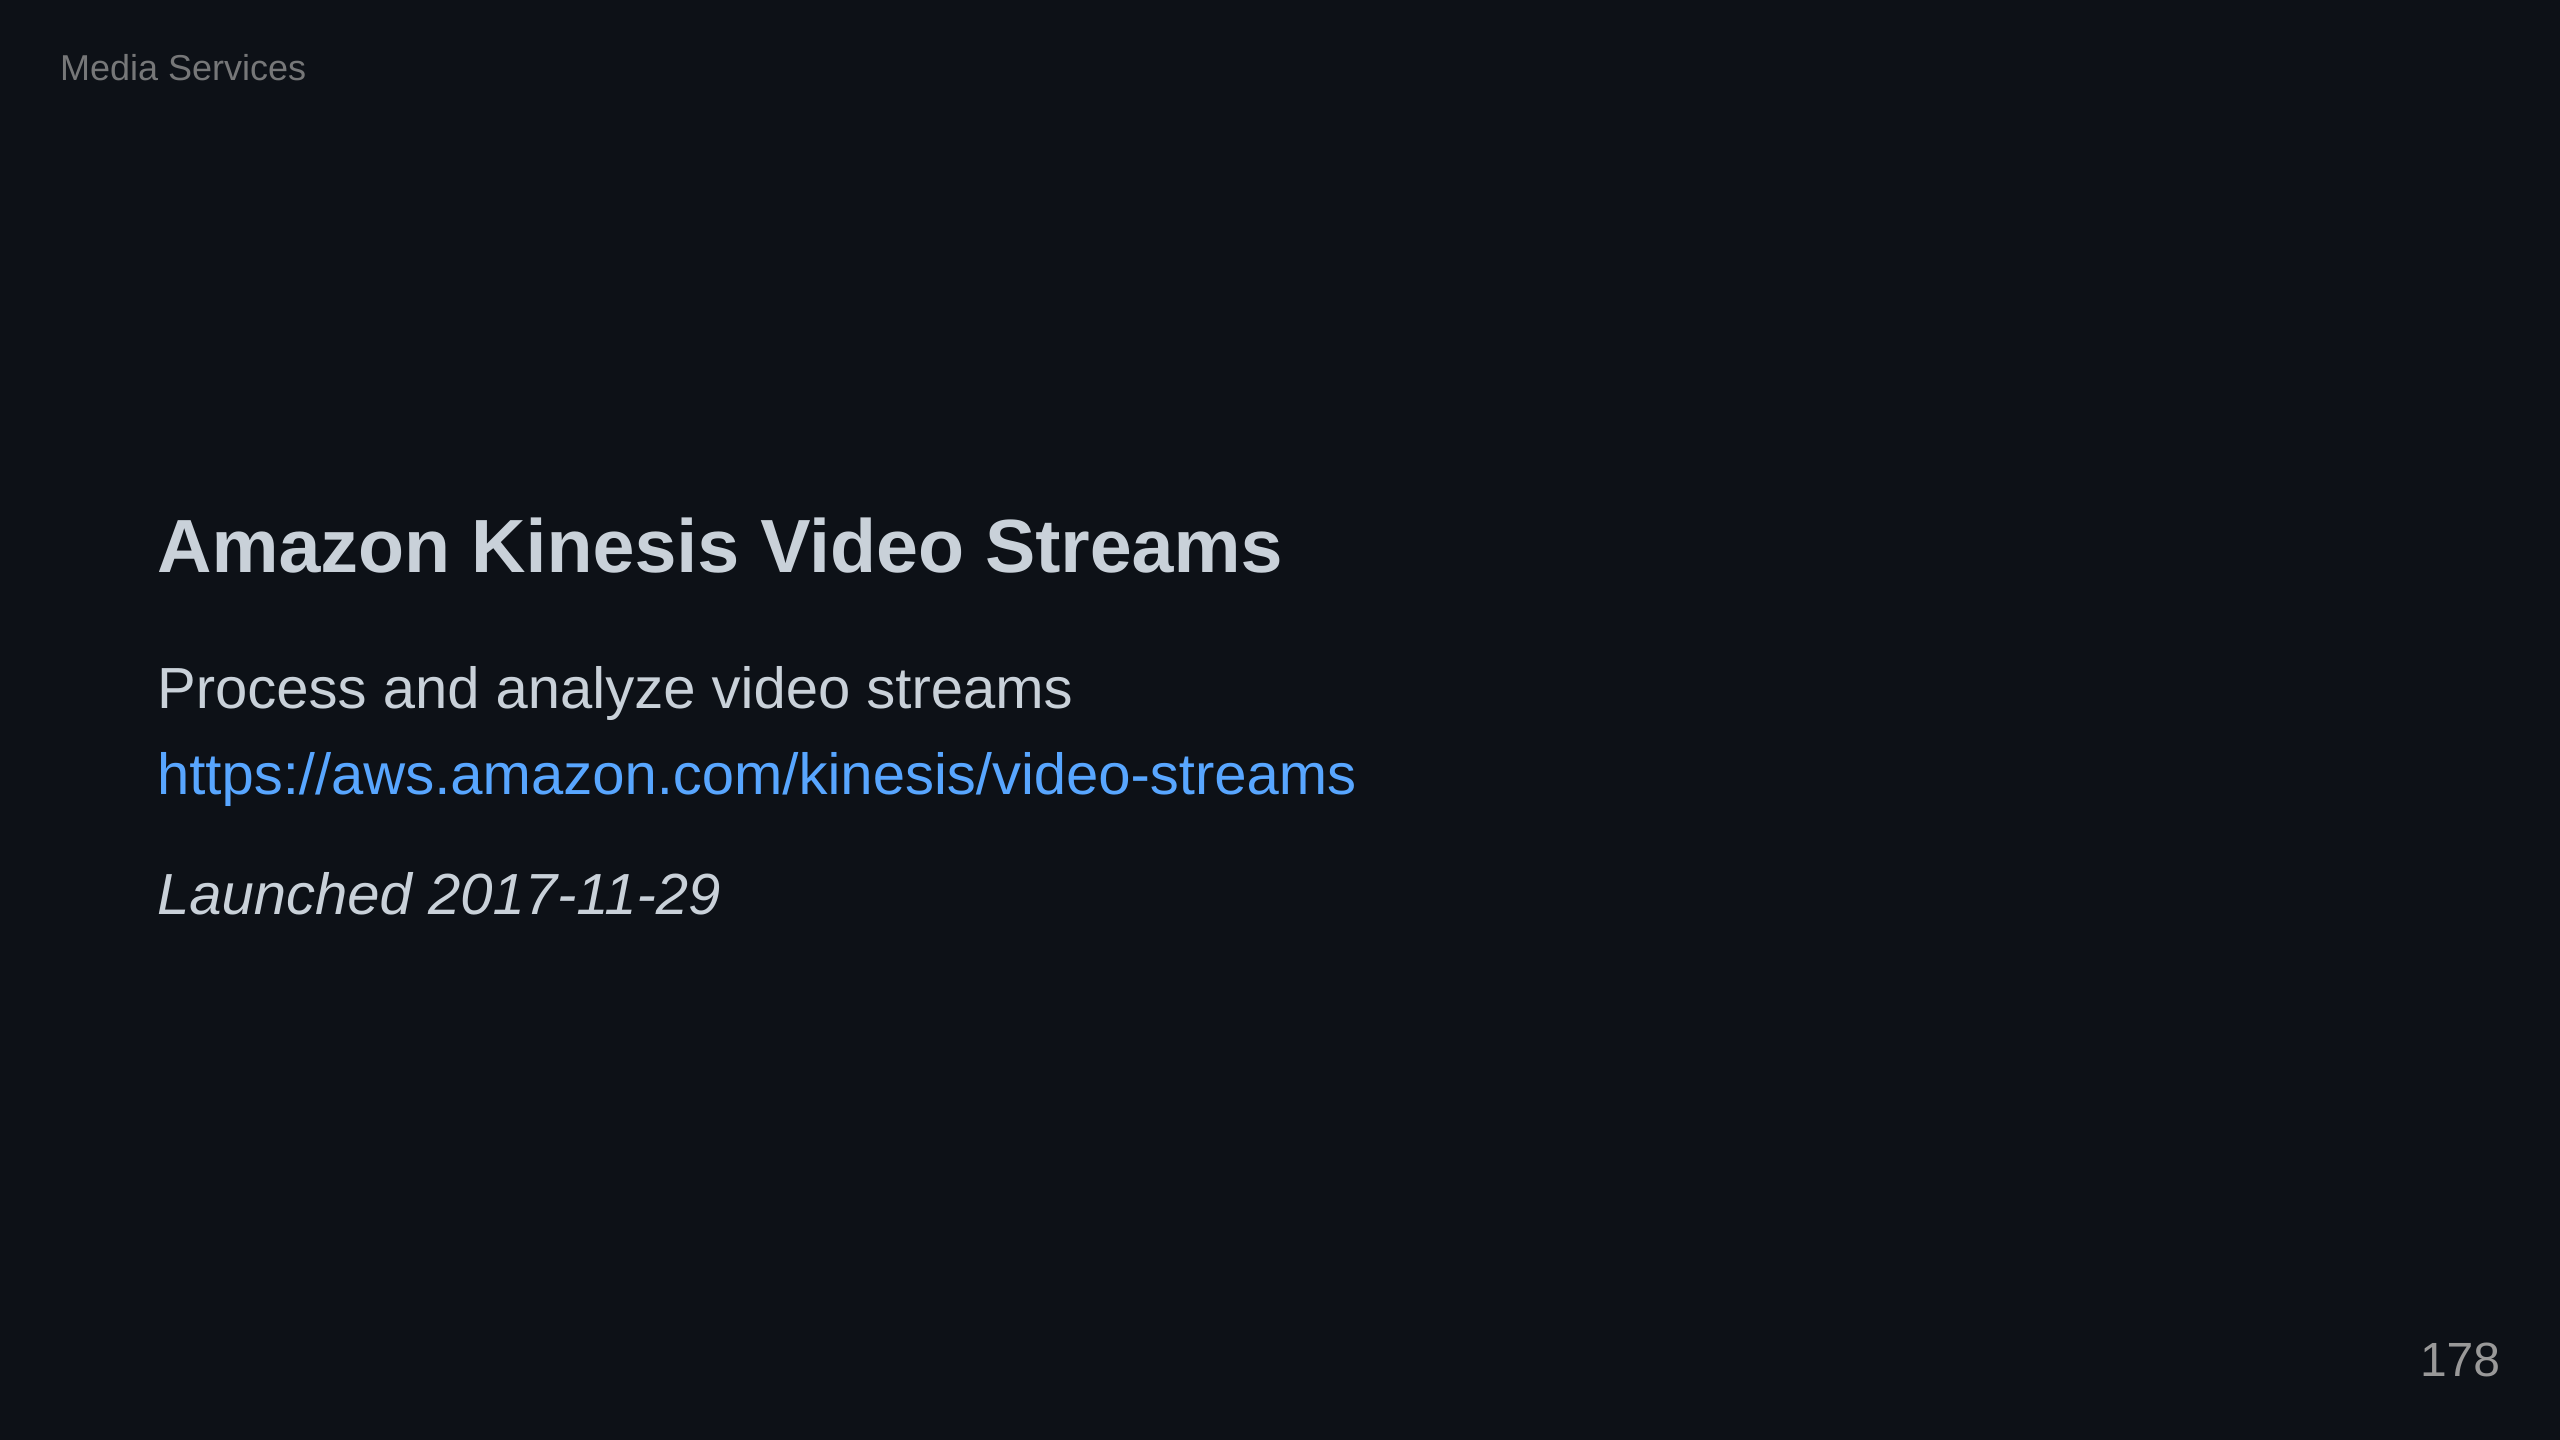 Media Services
Amazon Kinesis Video Streams
Process and analyze video streams
https://aws.amazon.com/kinesis/video-streams
Launched 2017-11-29
178